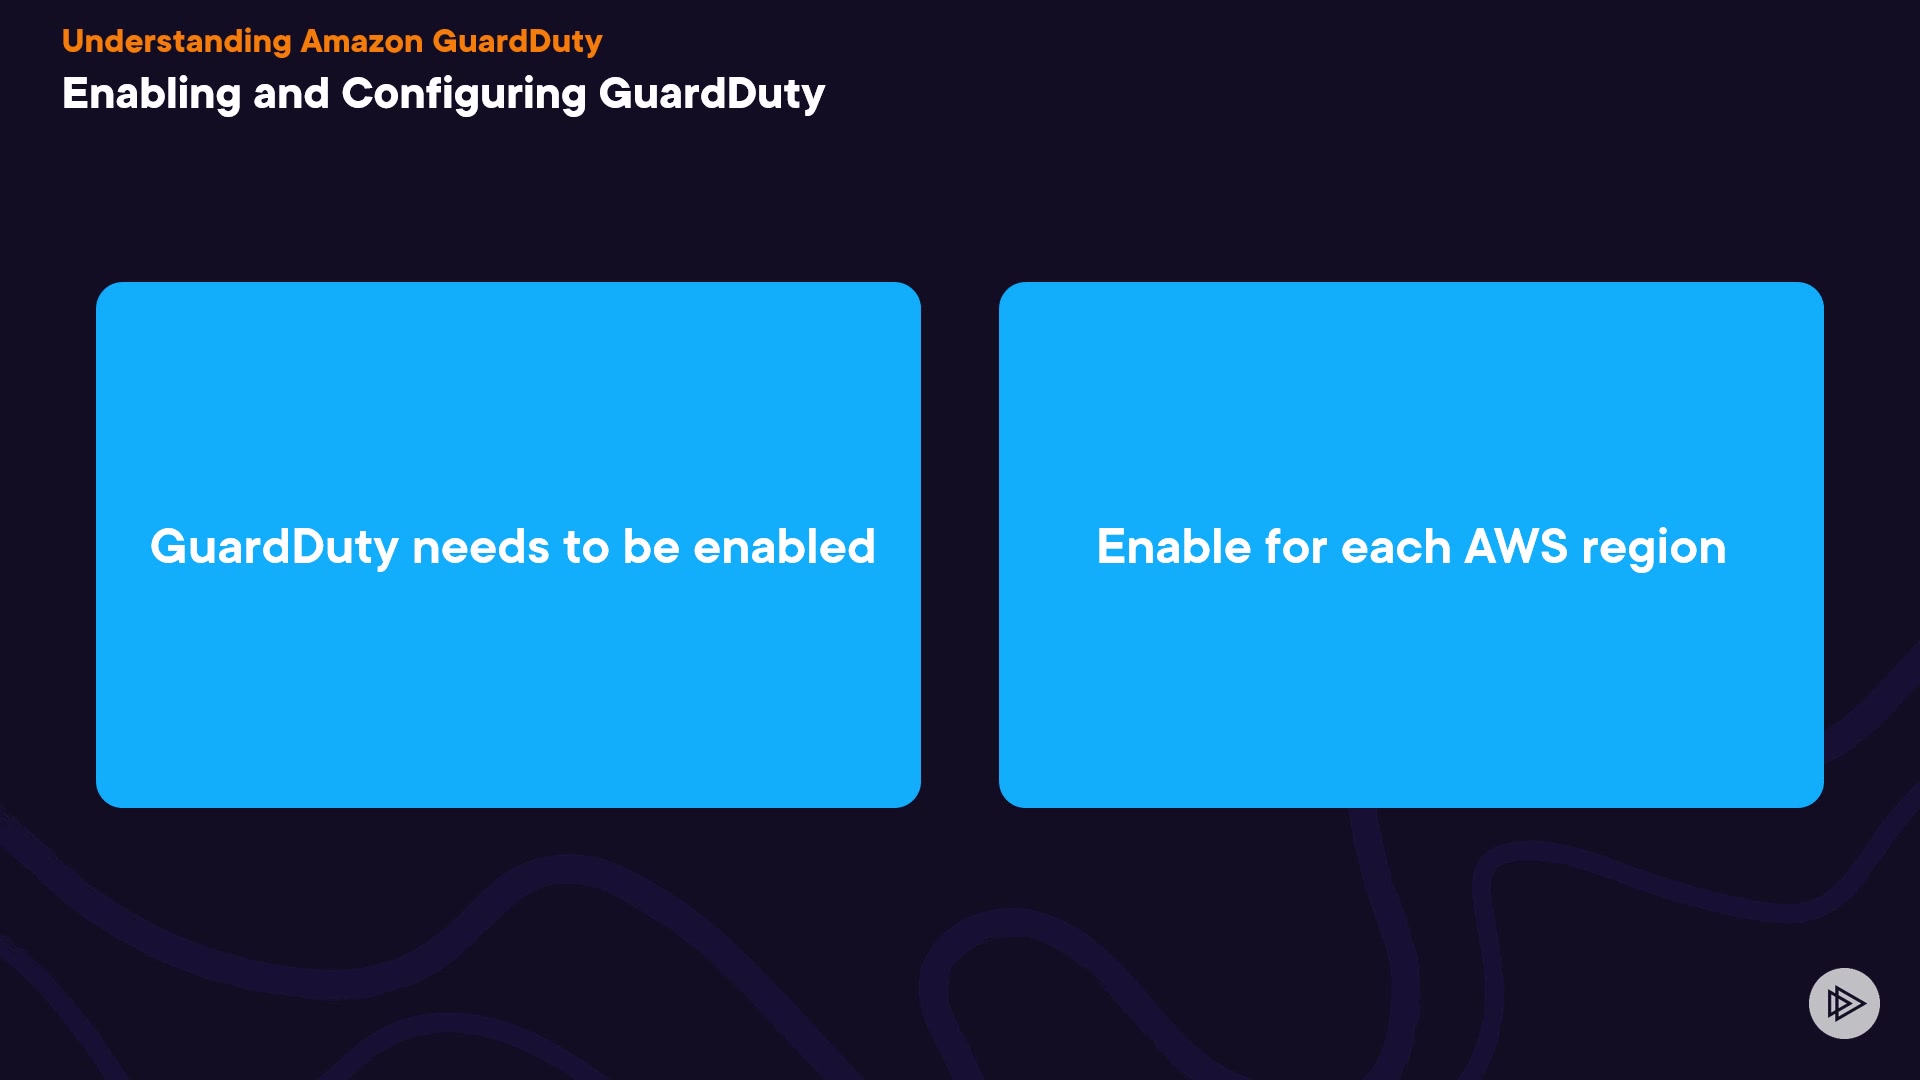 Understanding Amazon GuardDuty
Enabling and Configuring GuardDuty
GuardDuty needs to be enabled
Enable for each AWS region